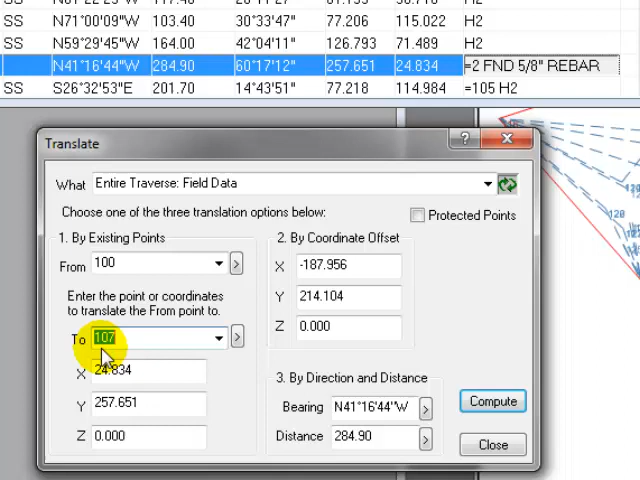 SS N71°00'09"W 103.40 30°33'47" 77.206 115.022 H2
SS N59°29'45"W 164.00 42°04'11" 126.793 71.489 H2
N41°16'44"W 284.90 60°17'12" 257.651 24.834 =2 FND 5/8" REBAR
SS S26°32'53"E 201.70 14°43'51" 77.218 114.984 =105 H2
Translate
What Entire Traverse: Field Data
Choose one of the three translation options below:
Protected Points
1. By Existing Points
From 100
Enter the point or coordinates
to translate the From point to.
To 107
X 24.834
Y 257.651
Z 0.000
2. By Coordinate Offset
X -187.956
Y 214.104
Z 0.000
3. By Direction and Distance
Bearing N41°16'44"W
Distance 284.90
Compute
Close
120